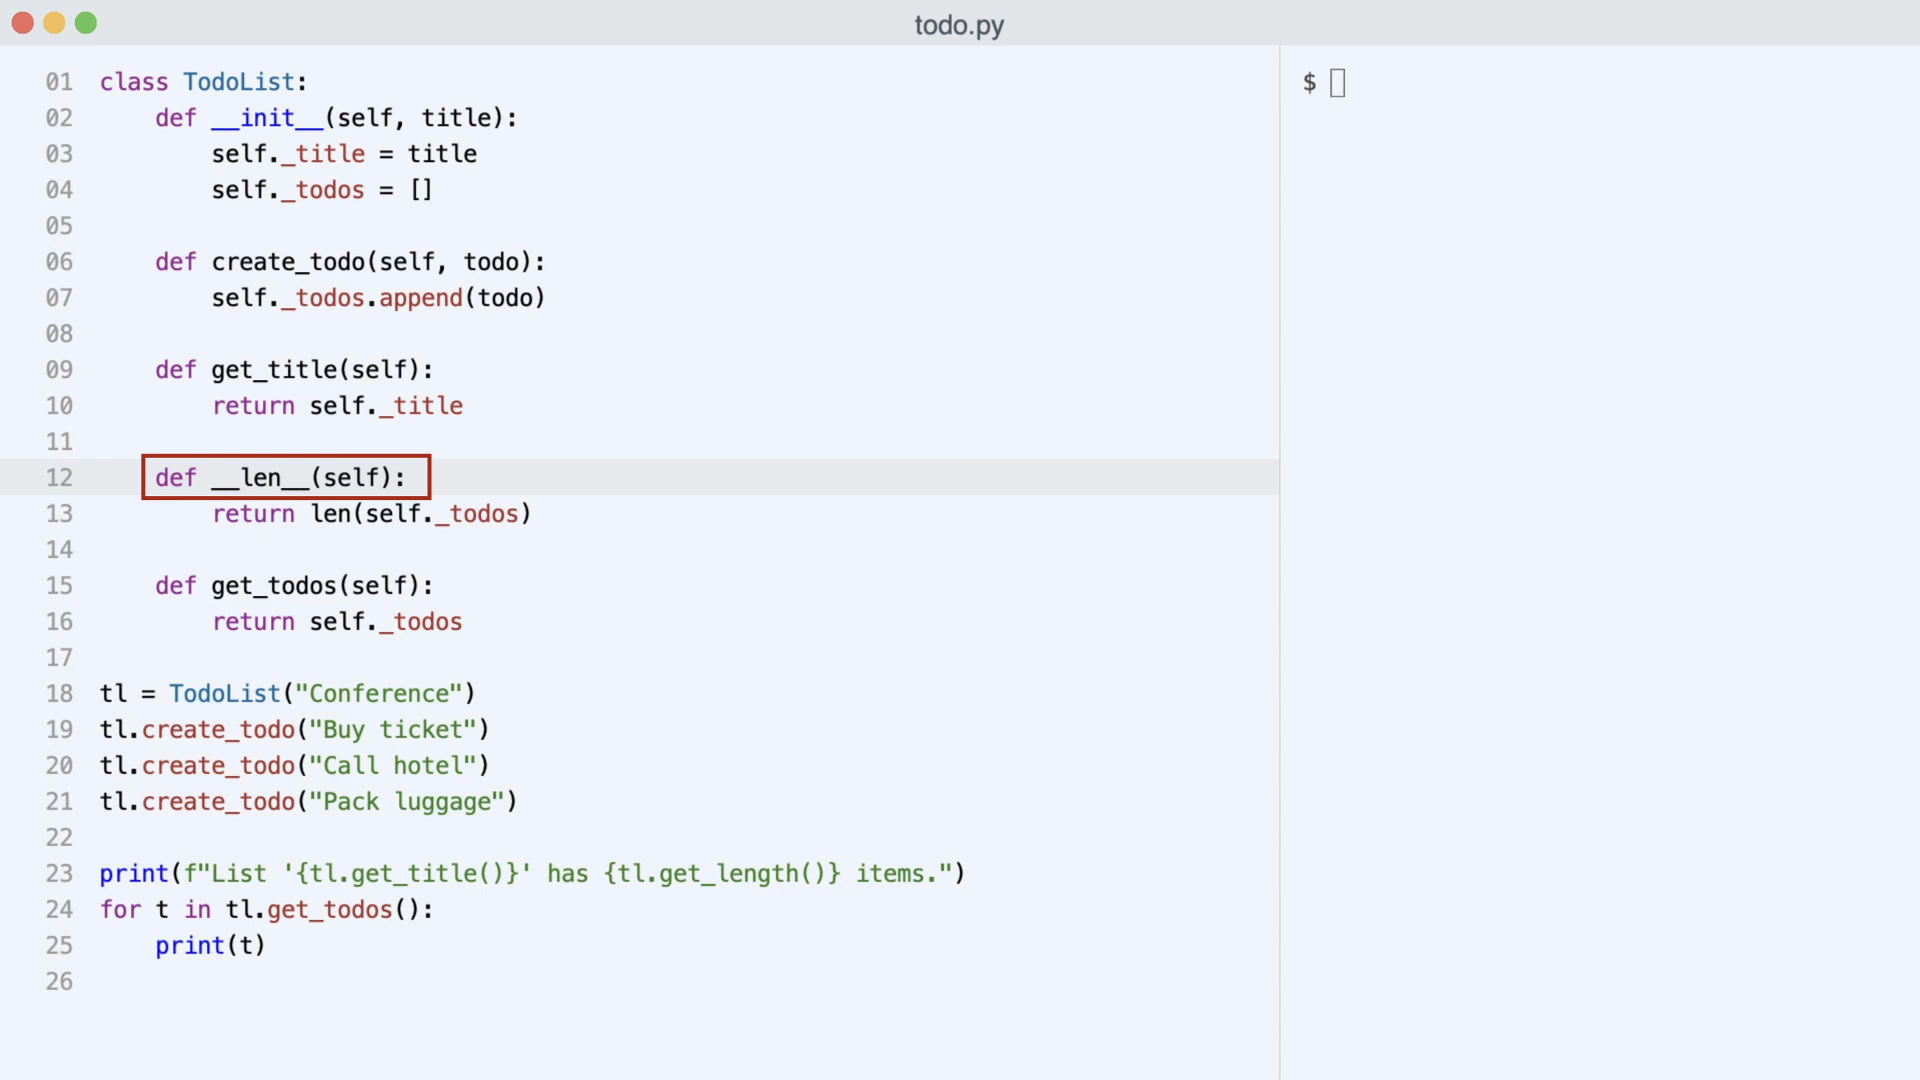 todo.py
01 class TodoList:
02     def __init__(self, title):
03         self._title = title
04         self._todos = []
05
06     def create_todo(self, todo):
07         self._todos.append(todo)
08
09     def get_title(self):
10         return self._title
11
12     def __len__(self):
13         return len(self._todos)
14
15     def get_todos(self):
16         return self._todos
17
18 tl = TodoList("Conference")
19 tl.create_todo("Buy ticket")
20 tl.create_todo("Call hotel")
21 tl.create_todo("Pack luggage")
22
23 print(f"List '{tl.get_title()}' has {tl.get_length()} items.")
24 for t in tl.get_todos():
25     print(t)
26
$